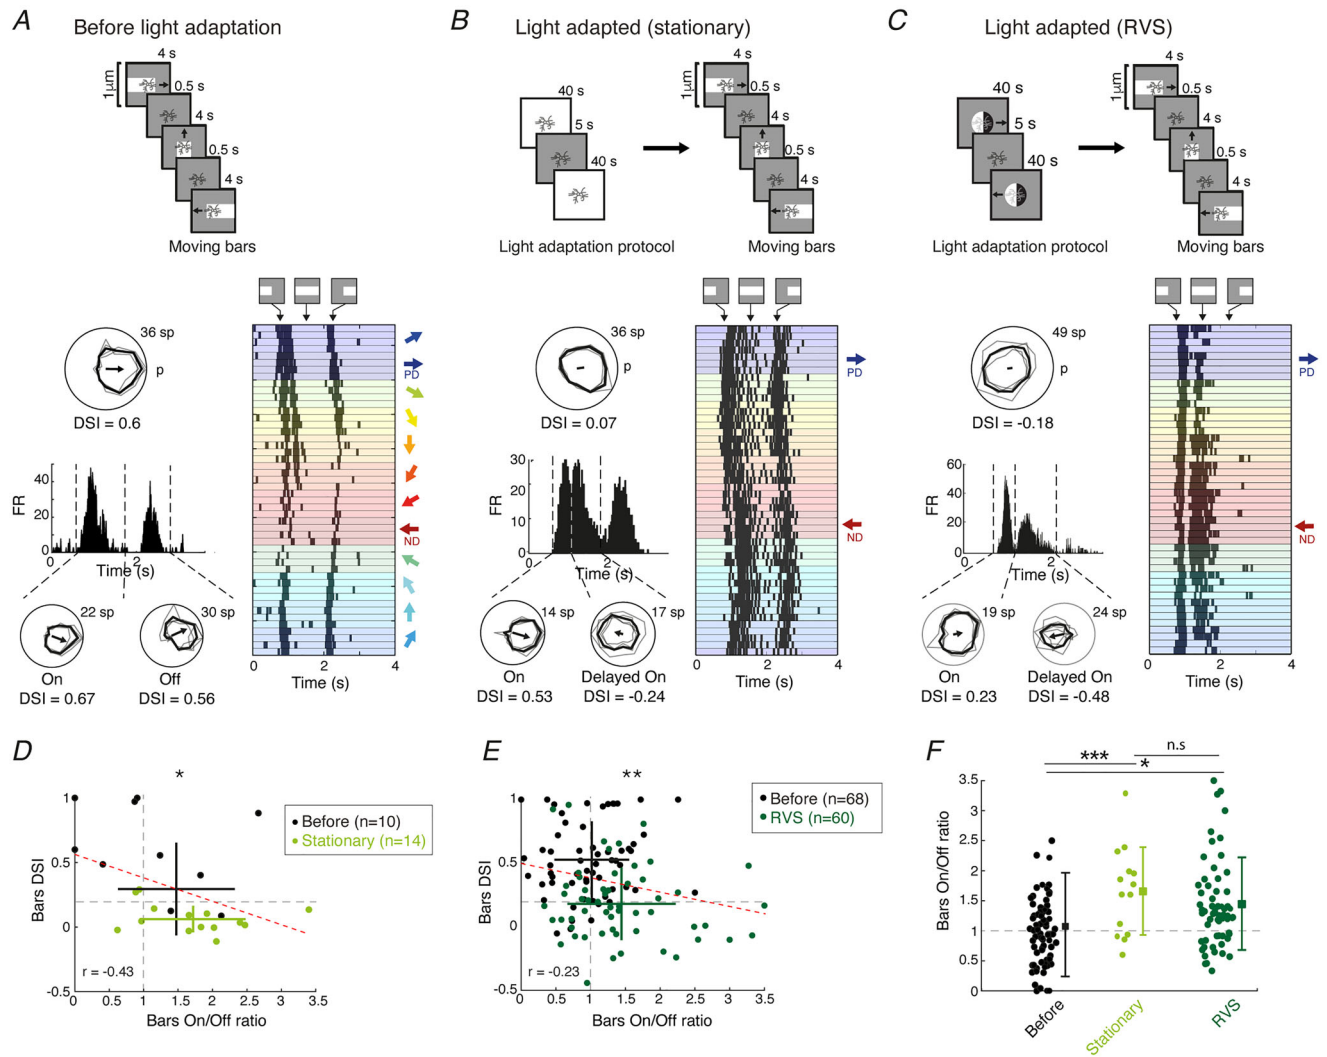 A Before light adaptation
4 s
0.5 s
4 s
0.5 s
4 s
1μm
Moving bars
36 sp
p
DSI = 0.6
FR
40
20
0
0
2
Time (s)
22 sp
30 sp
On
DSI = 0.67
Off
DSI = 0.56
PD
ND
0 2 4
Time (s)
B Light adapted (stationary)
40 s
5 s
40 s
Light adaptation protocol
4 s
0.5 s
4 s
0.5 s
4 s
1μm
Moving bars
36 sp
p
DSI = 0.07
FR
30
20
10
0
0
2
Time (s)
14 sp
17 sp
On
DSI = 0.53
Delayed On
DSI = -0.24
PD
ND
0 2 4
Time (s)
C Light adapted (RVS)
40 s
5 s
40 s
Light adaptation protocol
4 s
0.5 s
4 s
0.5 s
4 s
1μm
Moving bars
49 sp
p
DSI = -0.18
FR
60
40
20
0
0
2
Time (s)
19 sp
24 sp
On
DSI = 0.23
Delayed On
DSI = -0.48
PD
ND
0 2 4
Time (s)
D
*
Before (n=10)
Stationary (n=14)
Bars DSI
1
0.5
0
-0.5
r = -0.43
0 0.5 1 1.5 2 2.5 3 3.5
Bars On/Off ratio
E
**
Before (n=68)
RVS (n=60)
Bars DSI
1
0.5
0
-0.5
r = -0.23
0 0.5 1 1.5 2 2.5 3 3.5
Bars On/Off ratio
F
n.s
***
*
Bars On/Off ratio
3.5
3
2.5
2
1.5
1
0.5
0
Before
Stationary
RVS